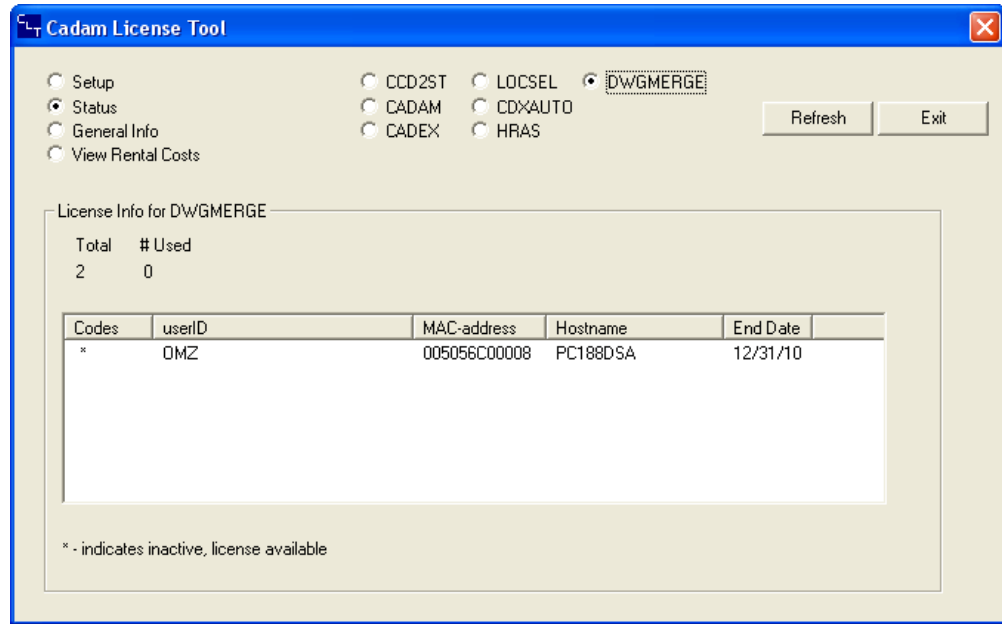 CLT Cadam License Tool
Setup
Status
General Info
View Rental Costs
CCD2ST LOCSEL DWGMERGE
CADAM CDXAUTO
CADEX HRAS
Refresh Exit
License Info for DWGMERGE
Total # Used
2 0
Codes userID MAC-address Hostname End Date
* OMZ 005056C00008 PC188DSA 12/31/10
* - indicates inactive, license available